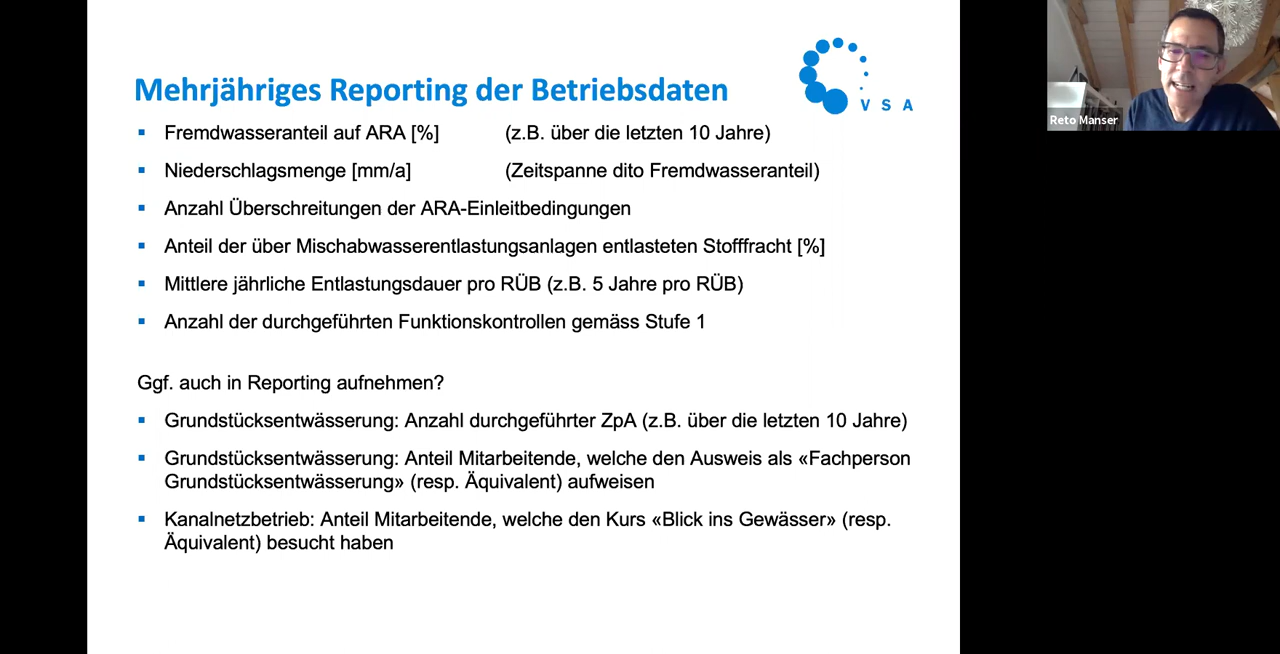 Mehrjähriges Reporting der Betriebsdaten
VSA
Reto Manser
▪ Fremdwasseranteil auf ARA [%] (z.B. über die letzten 10 Jahre)
▪ Niederschlagsmenge [mm/a] (Zeitspanne dito Fremdwasseranteil)
▪ Anzahl Überschreitungen der ARA-Einleitbedingungen
▪ Anteil der über Mischabwasserentlastungsanlagen entlasteten Stofffracht [%]
▪ Mittlere jährliche Entlastungsdauer pro RÜB (z.B. 5 Jahre pro RÜB)
▪ Anzahl der durchgeführten Funktionskontrollen gemäss Stufe 1
Ggf. auch in Reporting aufnehmen?
▪ Grundstücksentwässerung: Anzahl durchgeführter ZpA (z.B. über die letzten 10 Jahre)
▪ Grundstücksentwässerung: Anteil Mitarbeitende, welche den Ausweis als «Fachperson
Grundstücksentwässerung» (resp. Äquivalent) aufweisen
▪ Kanalnetzbetrieb: Anteil Mitarbeitende, welche den Kurs «Blick ins Gewässer» (resp.
Äquivalent) besucht haben